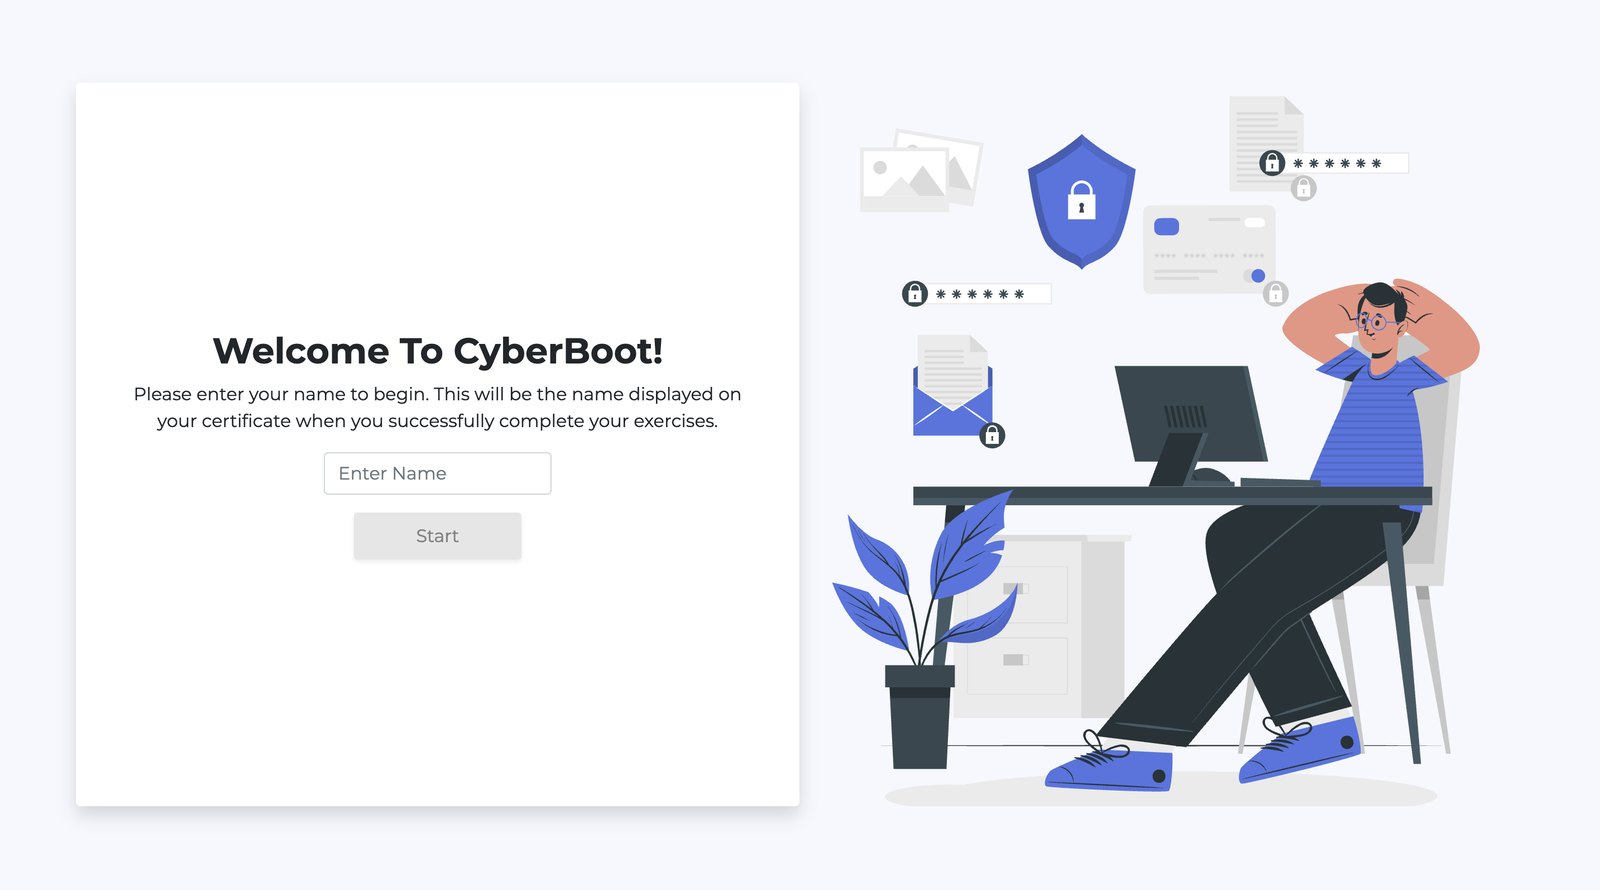 Welcome To CyberBoot!
Please enter your name to begin. This will be the name displayed on
your certificate when you successfully complete your exercises.
Enter Name
Start
******
******